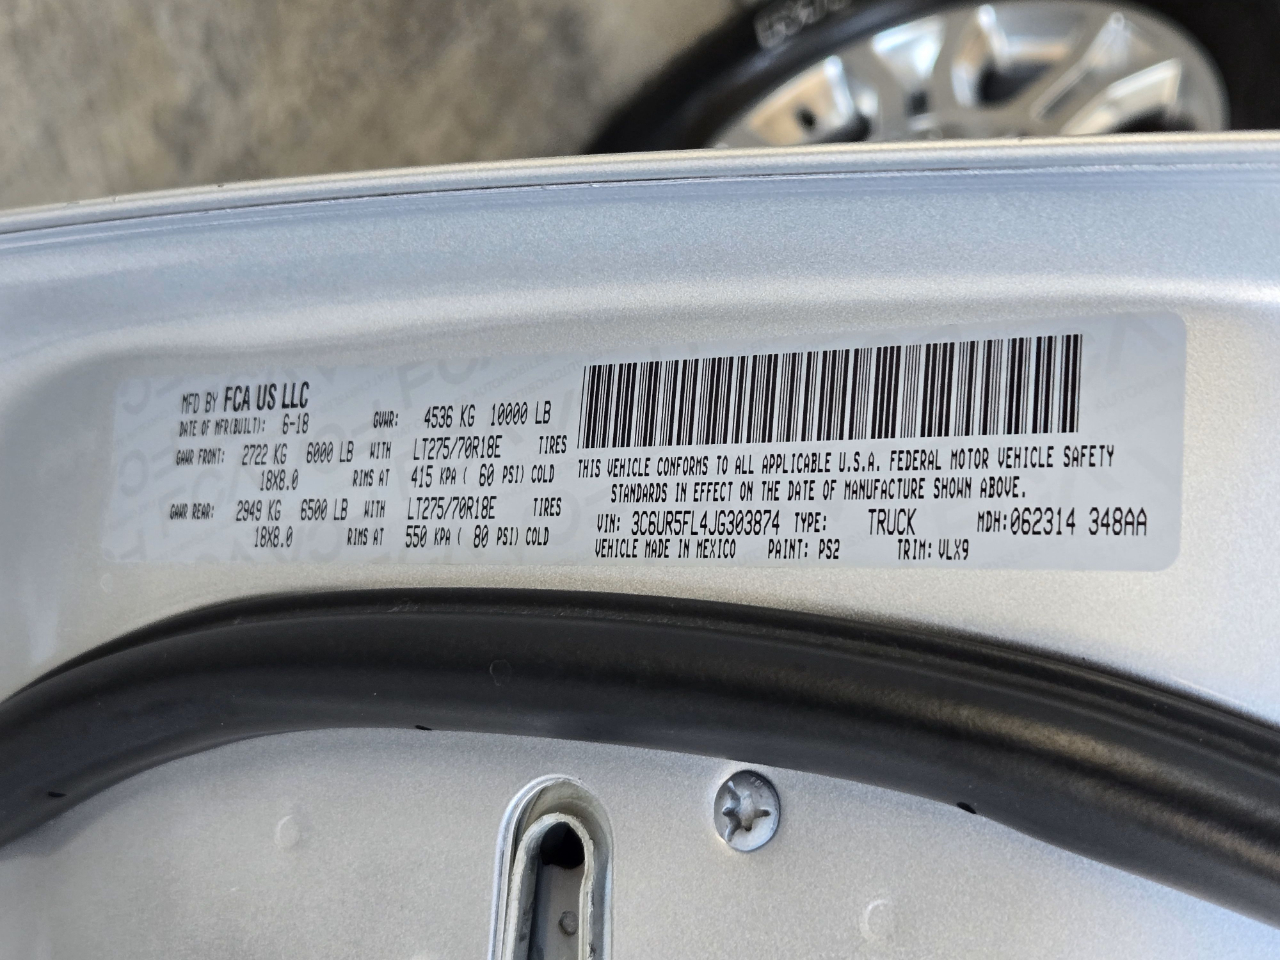 MFD BY FCA US LLC
DATE OF MFR(BUILT): 6-18 GVWR: 4536 KG 10000 LB
GAWR FRONT: 2722 KG 6000 LB WITH LT275/70R18E TIRES
18X8.0 RIMS AT 415 KPA ( 60 PSI) COLD
GAWR REAR: 2949 KG 6500 LB WITH LT275/70R18E TIRES
18X8.0 RIMS AT 550 KPA ( 80 PSI) COLD
THIS VEHICLE CONFORMS TO ALL APPLICABLE U.S.A. FEDERAL MOTOR VEHICLE SAFETY
STANDARDS IN EFFECT ON THE DATE OF MANUFACTURE SHOWN ABOVE.
VIN: 3C6UR5FL4JG303874 TYPE: TRUCK MDH:062314 348AA
VEHICLE MADE IN MEXICO PAINT: PS2 TRIM: VLX9